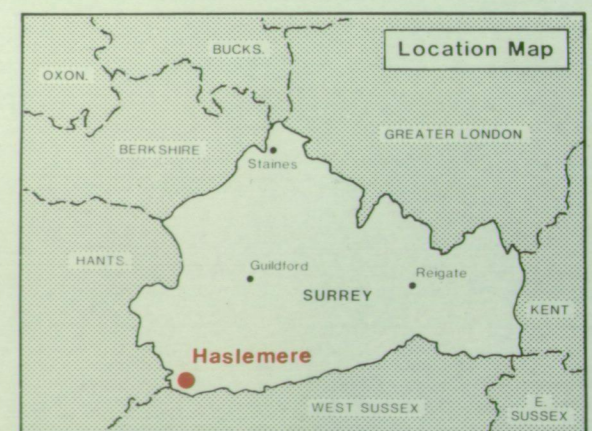 Location Map
BUCKS.
OXON.
GREATER LONDON
BERKSHIRE
Staines
HANTS.
Guildford
Reigate
SURREY
KENT
Haslemere
WEST SUSSEX
E.
SUSSEX